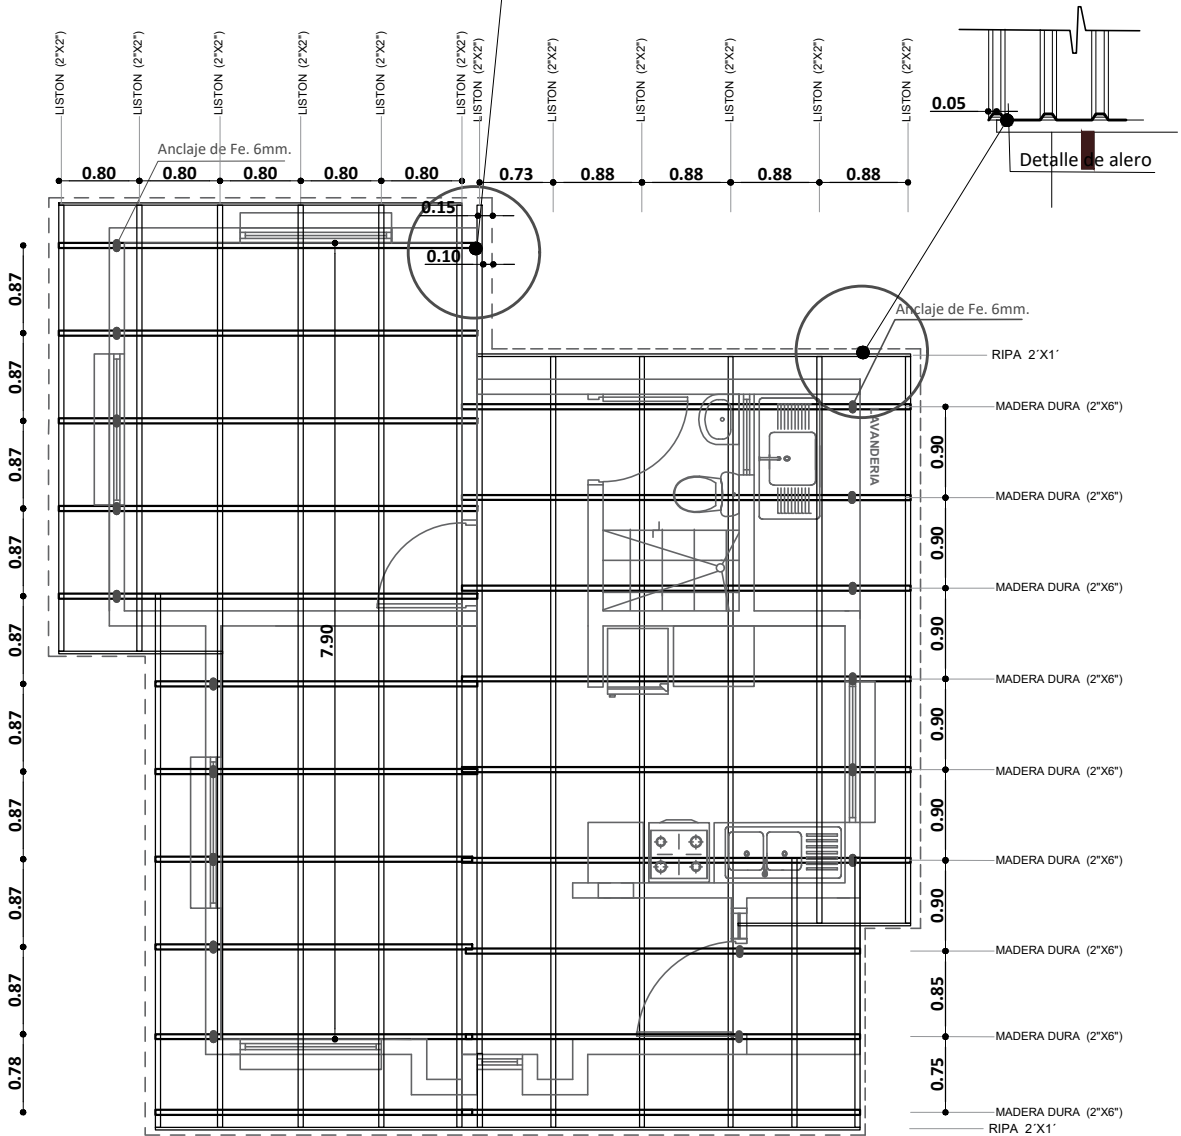 LISTON (2"X2")
LISTON (2"X2")
LISTON (2"X2")
LISTON (2"X2")
LISTON (2"X2")
LISTON (2"X2")
LISTON (2"X2")
LISTON (2"X2")
LISTON (2"X2")
LISTON (2"X2")
LISTON (2"X2")
LISTON (2"X2")
0.05
Detalle de alero
Anclaje de Fe. 6mm.
0.80
0.80
0.80
0.80
0.80
0.73
0.88
0.88
0.88
0.88
0.15
0.10
Anclaje de Fe. 6mm.
RIPA 2´X1´
MADERA DURA (2"X6")
MADERA DURA (2"X6")
MADERA DURA (2"X6")
MADERA DURA (2"X6")
MADERA DURA (2"X6")
MADERA DURA (2"X6")
MADERA DURA (2"X6")
MADERA DURA (2"X6")
MADERA DURA (2"X6")
RIPA 2´X1´
LAVANDERIA
7.90
0.87
0.87
0.87
0.87
0.87
0.87
0.87
0.87
0.87
0.78
0.90
0.90
0.90
0.90
0.90
0.90
0.85
0.75